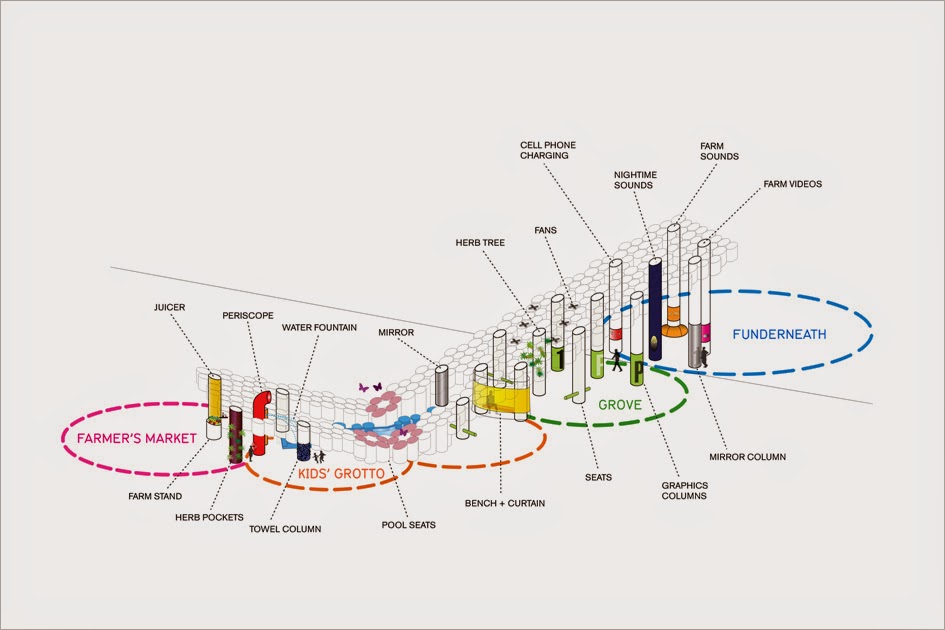 CELL PHONE
CHARGING
FARM
SOUNDS
NIGHTIME
SOUNDS
FARM VIDEOS
FANS
HERB TREE
JUICER
PERISCOPE
WATER FOUNTAIN
MIRROR
FUNDERNEATH
GROVE
FARMER'S MARKET
KIDS' GROTTO
1
F
P
MIRROR COLUMN
SEATS
GRAPHICS
COLUMNS
FARM STAND
BENCH + CURTAIN
HERB POCKETS
TOWEL COLUMN
POOL SEATS